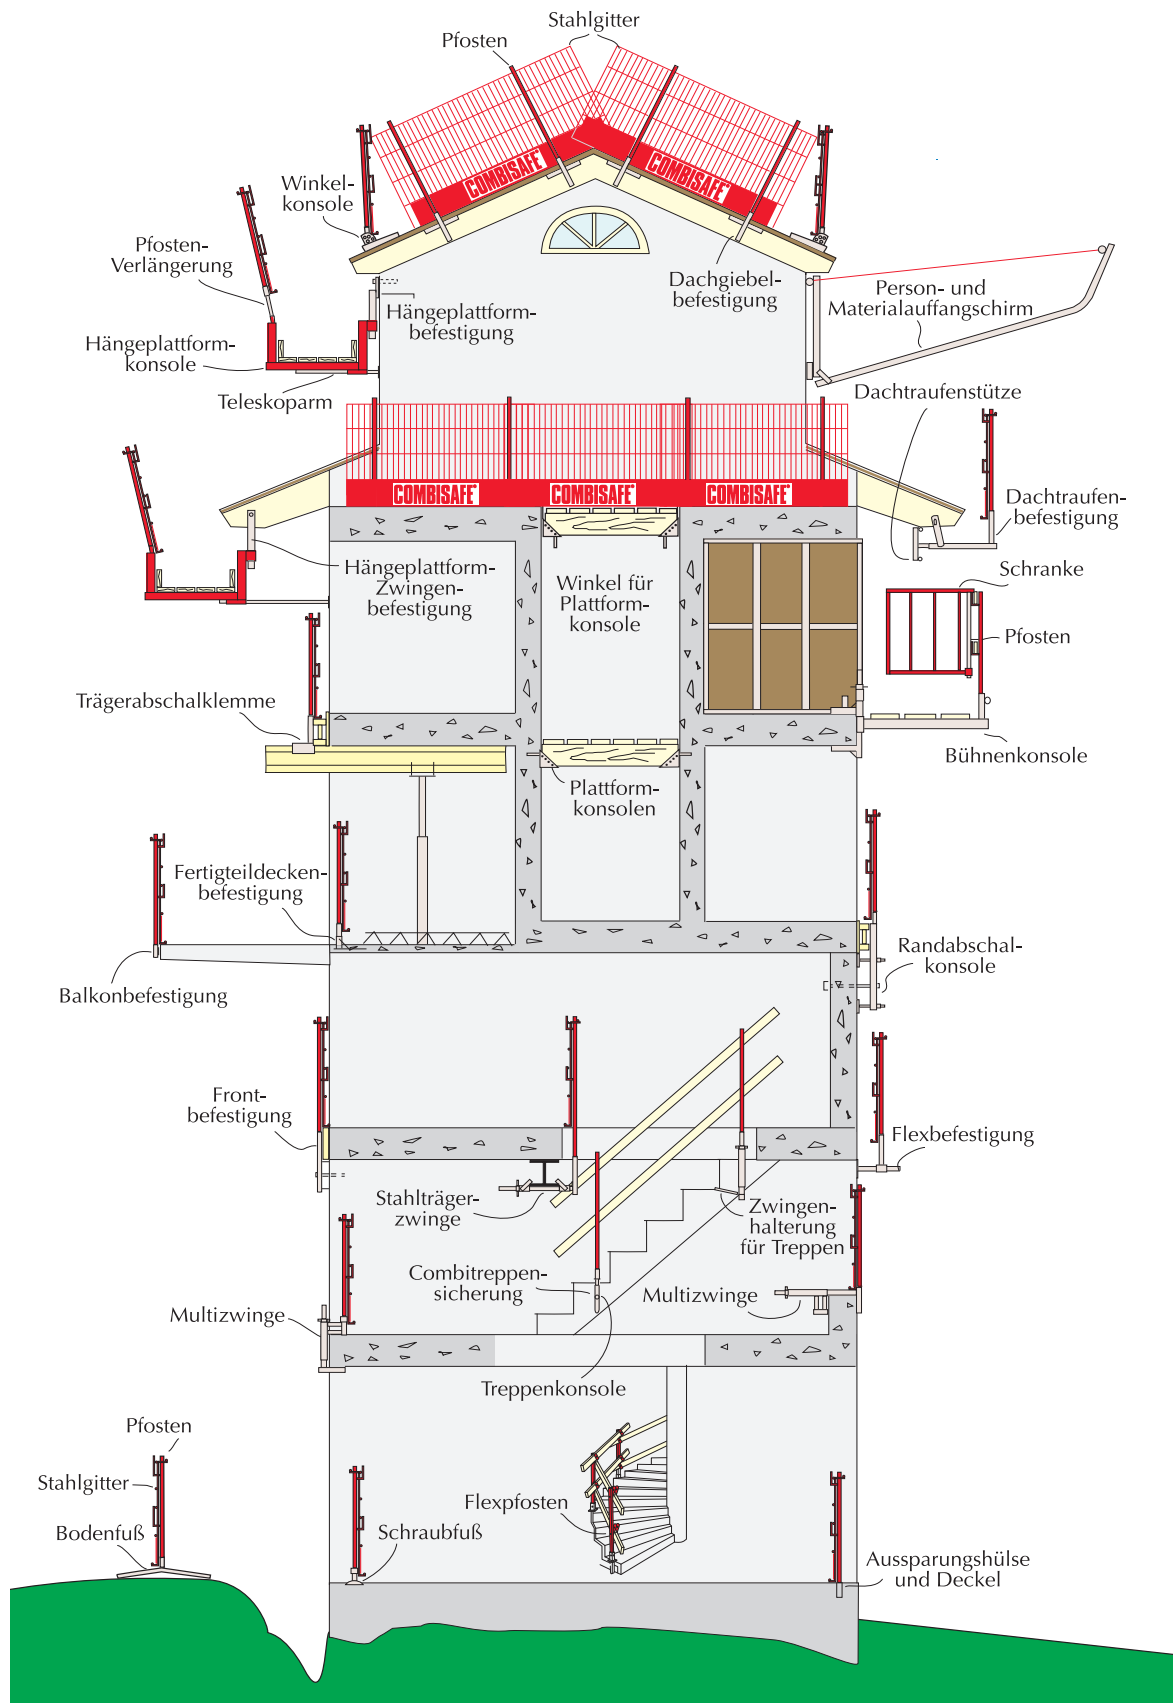 Stahlgitter
Pfosten
COMBISAFE®
COMBISAFE®
Winkel-
konsole
Pfosten-
Verlängerung
Dachgiebel-
befestigung
Person- und
Materialauffangschirm
Hängeplattform-
befestigung
Hängeplattform-
konsole
Teleskoparm
Dachtraufenstütze
COMBISAFE®
COMBISAFE®
COMBISAFE®
Dachtraufen-
befestigung
Hängeplattform-
Zwingen-
befestigung
Winkel für
Plattform-
konsole
Schranke
Pfosten
Trägerabschalklemme
Bühnenkonsole
Plattform-
konsolen
Fertigteildecken-
befestigung
Randabschal-
konsole
Balkonbefestigung
Front-
befestigung
Flexbefestigung
Stahlträger-
zwinge
Zwingen-
halterung
für Treppen
Combitreppen-
sicherung
Multizwinge
Multizwinge
Treppenkonsole
Pfosten
Stahlgitter
Bodenfuß
Flexpfosten
Schraubfuß
Aussparungshülse
und Deckel